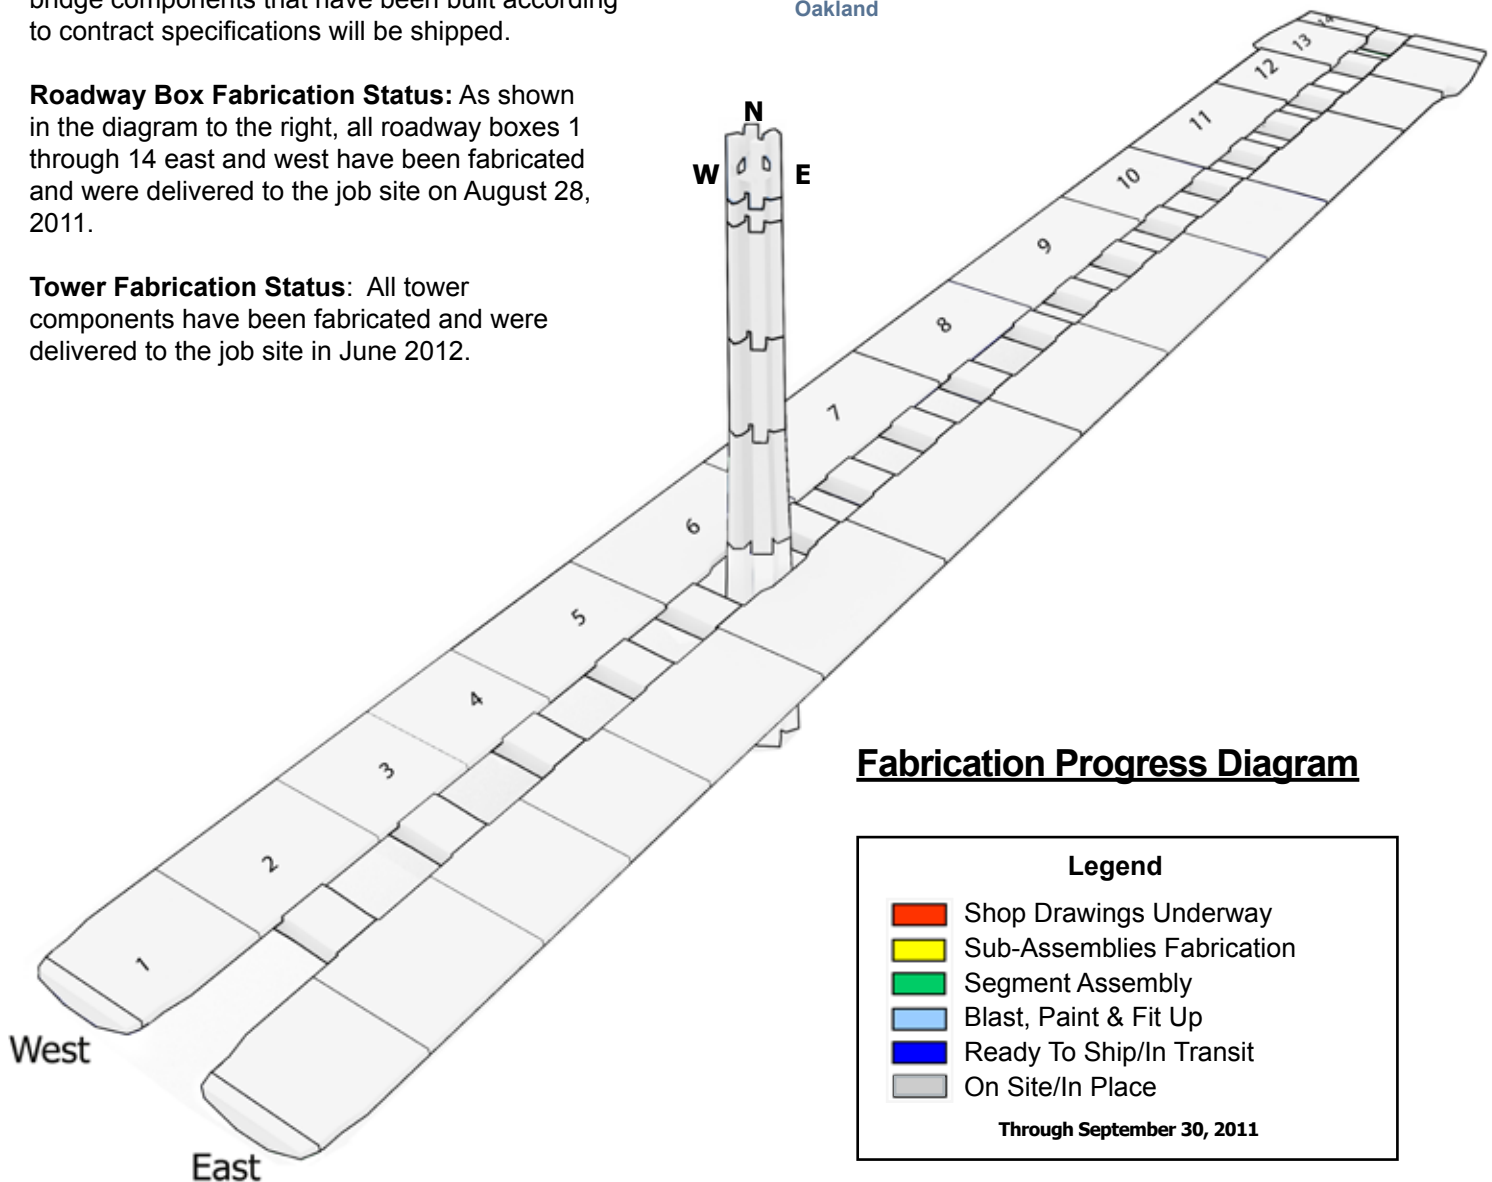 bridge components that have been built according
to contract specifications will be shipped.
Roadway Box Fabrication Status: As shown
in the diagram to the right, all roadway boxes 1
through 14 east and west have been fabricated
and were delivered to the job site on August 28,
2011.
Tower Fabrication Status:  All tower
components have been fabricated and were
delivered to the job site in June 2012.
Oakland
N
W E
14
13
12
11
10
9
8
7
6
5
4
3
2
1
West
East
Fabrication Progress Diagram
Legend
Shop Drawings Underway
Sub-Assemblies Fabrication
Segment Assembly
Blast, Paint & Fit Up
Ready To Ship/In Transit
On Site/In Place
Through September 30, 2011